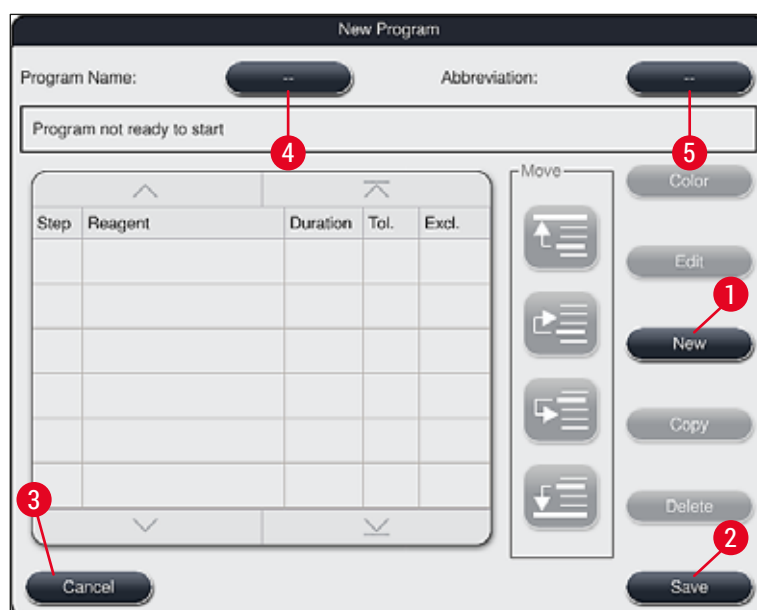 New Program
Program Name: -- Abbreviation: --
Program not ready to start
4
5
Move
Color
Step Reagent Duration Tol. Excl.
Edit
1
New
Copy
3
Delete
2
Cancel
Save